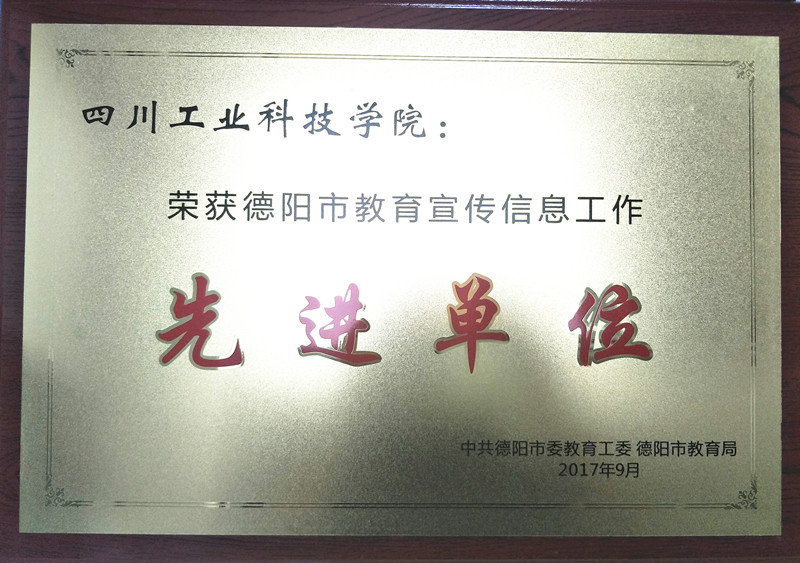 四川工业科技学院：
荣获德阳市教育宣传信息工作
先进单位
中共德阳市委教育工委 德阳市教育局
2017年9月